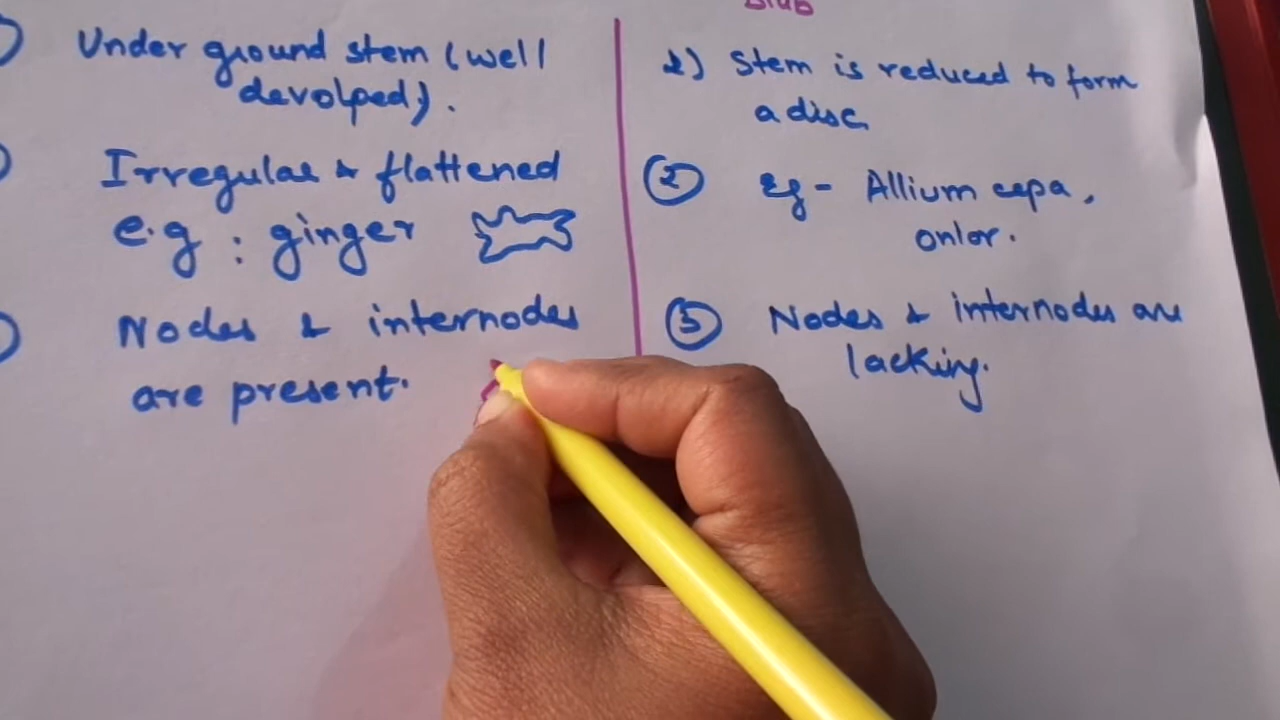 Under ground stem (well
devolped).
Irregular & flattened
e.g : ginger
Nodes & internodes
are present.
2) Stem is reduced to form
a disc
② Eg - Allium cepa,
onior.
③ Nodes & internodes are
lacking.